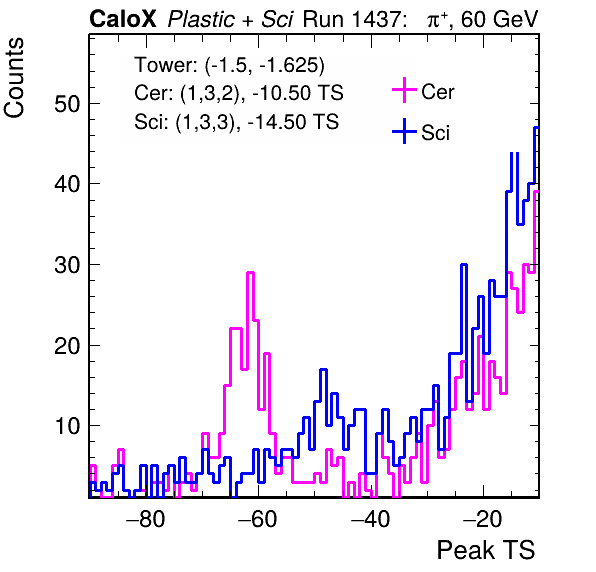 CaloX Plastic + Sci Run 1437: π⁺, 60 GeV
Counts
Tower: (-1.5, -1.625)
Cer: (1,3,2), -10.50 TS
Sci: (1,3,3), -14.50 TS
Cer
Sci
50
40
30
20
10
−80 −60 −40 −20
Peak TS